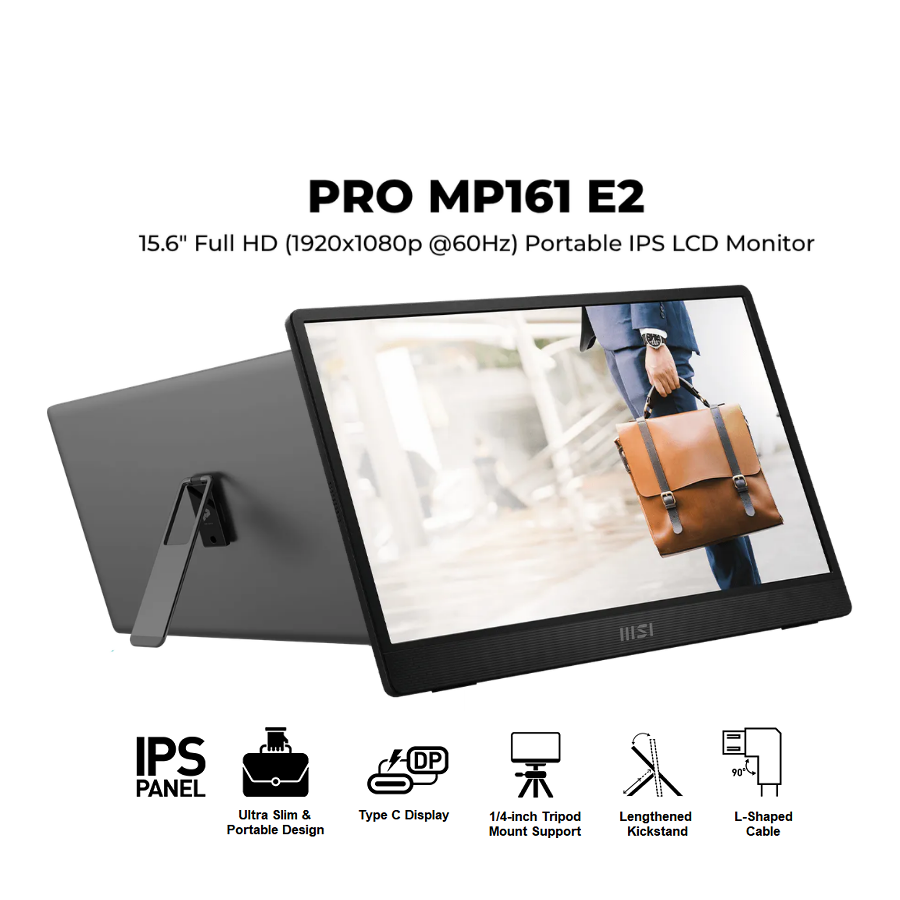 PRO MP161 E2
15.6" Full HD (1920x1080p @60Hz) Portable IPS LCD Monitor
msi
IPS
PANEL
Ultra Slim &
Portable Design
DP
Type C Display
1/4-inch Tripod
Mount Support
Lengthened
Kickstand
90°
L-Shaped
Cable